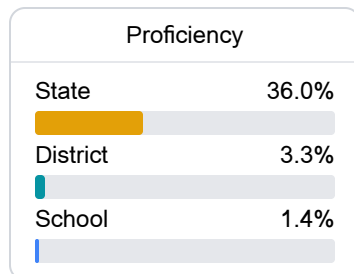 Proficiency
State 36.0%
District 3.3%
School 1.4%